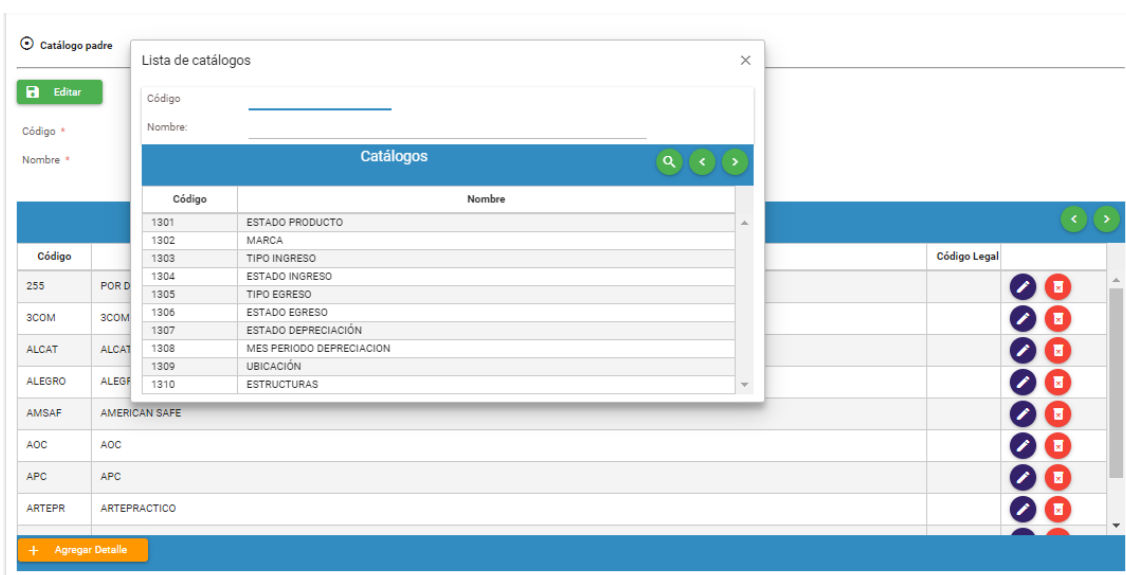 Catálogo padre
Lista de catálogos
Editar
Código
Nombre:
Código *
Nombre *
Catálogos
Código Nombre
1301 ESTADO PRODUCTO
1302 MARCA
1303 TIPO INGRESO
1304 ESTADO INGRESO
1305 TIPO EGRESO
1306 ESTADO EGRESO
1307 ESTADO DEPRECIACIÓN
1308 MES PERIODO DEPRECIACION
1309 UBICACIÓN
1310 ESTRUCTURAS
Código Código Legal
255 POR D
3COM 3COM
ALCAT ALCAT
ALEGRO ALEGR
AMSAF AMERICAN SAFE
AOC AOC
APC APC
ARTEPR ARTEPRACTICO
+ Agregar Detalle